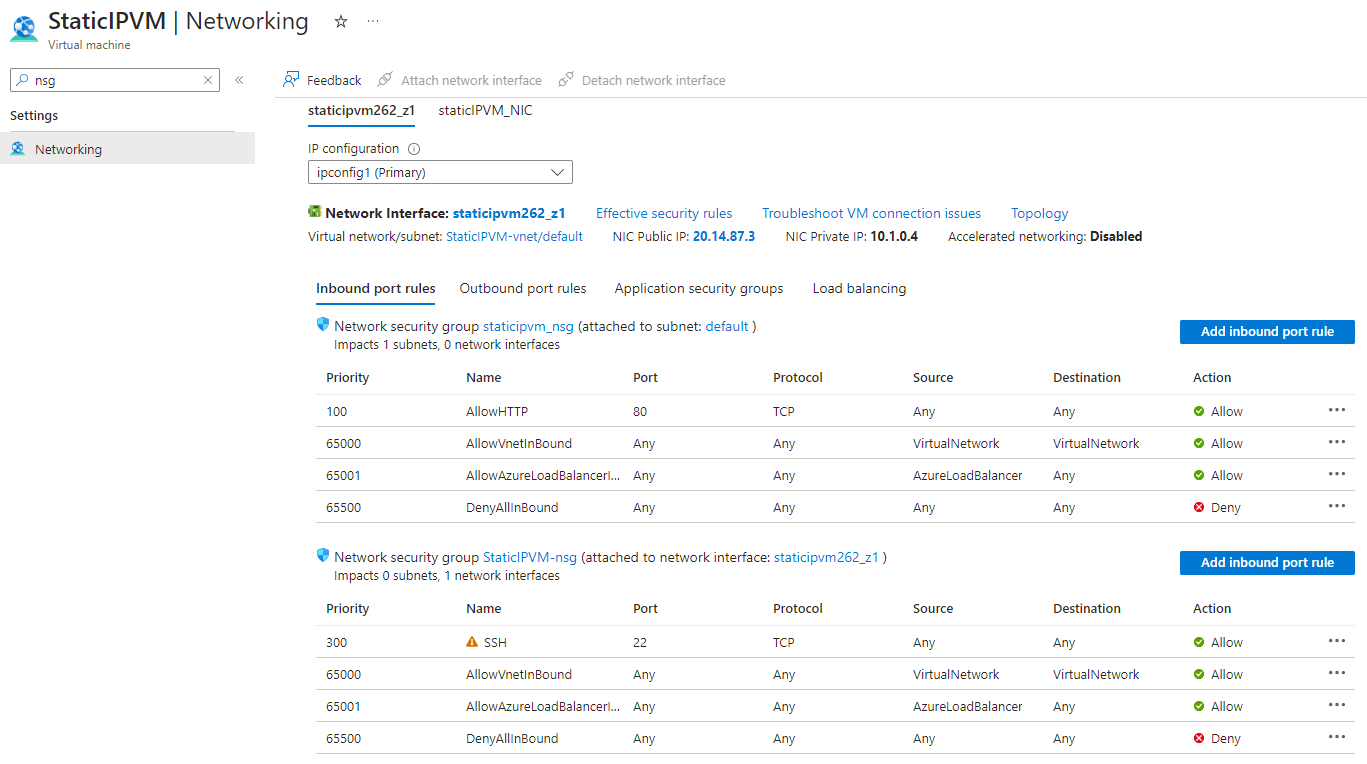 StaticIPVM | Networking
Virtual machine
nsg
Settings
Networking
Feedback Attach network interface Detach network interface
staticipvm262_z1 staticIPVM_NIC
IP configuration
ipconfig1 (Primary)
Network Interface: staticipvm262_z1 Effective security rules Troubleshoot VM connection issues Topology
Virtual network/subnet: StaticIPVM-vnet/default NIC Public IP: 20.14.87.3 NIC Private IP: 10.1.0.4 Accelerated networking: Disabled
Inbound port rules Outbound port rules Application security groups Load balancing
Network security group staticipvm_nsg (attached to subnet: default )
Impacts 1 subnets, 0 network interfaces
Add inbound port rule
Priority Name Port Protocol Source Destination Action
100 AllowHTTP 80 TCP Any Any Allow
65000 AllowVnetInBound Any Any VirtualNetwork VirtualNetwork Allow
65001 AllowAzureLoadBalancerI... Any Any AzureLoadBalancer Any Allow
65500 DenyAllInBound Any Any Any Any Deny
Network security group StaticIPVM-nsg (attached to network interface: staticipvm262_z1 )
Impacts 0 subnets, 1 network interfaces
Add inbound port rule
Priority Name Port Protocol Source Destination Action
300 SSH 22 TCP Any Any Allow
65000 AllowVnetInBound Any Any VirtualNetwork VirtualNetwork Allow
65001 AllowAzureLoadBalancerI... Any Any AzureLoadBalancer Any Allow
65500 DenyAllInBound Any Any Any Any Deny